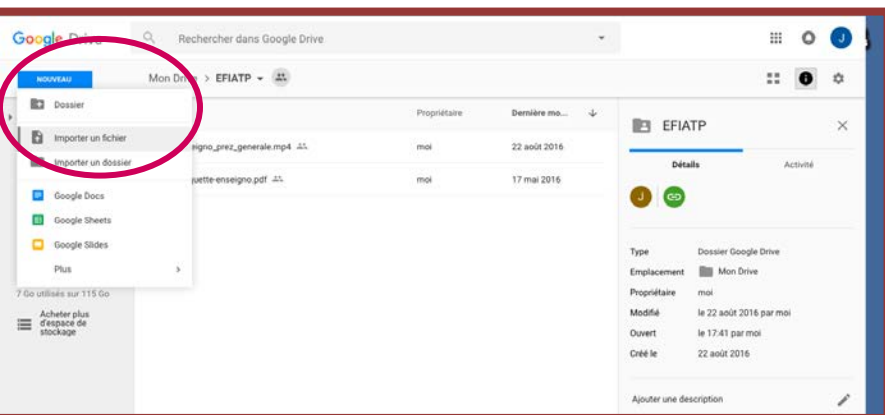 Google Drive
Rechercher dans Google Drive
J
NOUVEAU
Mon Drive > EFIATP
Dossier
Importer un fichier
Importer un dossier
Google Docs
Google Sheets
Google Slides
Plus >
7 Go utilisés sur 115 Go
Acheter plus
d'espace de
stockage
Propriétaire
Dernière mo...
eigno_prez_generale.mp4
moi
22 août 2016
uette-enseigno.pdf
moi
17 mai 2016
EFIATP
Détails
Activité
J
Type Dossier Google Drive
Emplacement Mon Drive
Propriétaire moi
Modifié le 22 août 2016 par moi
Ouvert le 17:41 par moi
Créé le 22 août 2016
Ajouter une description